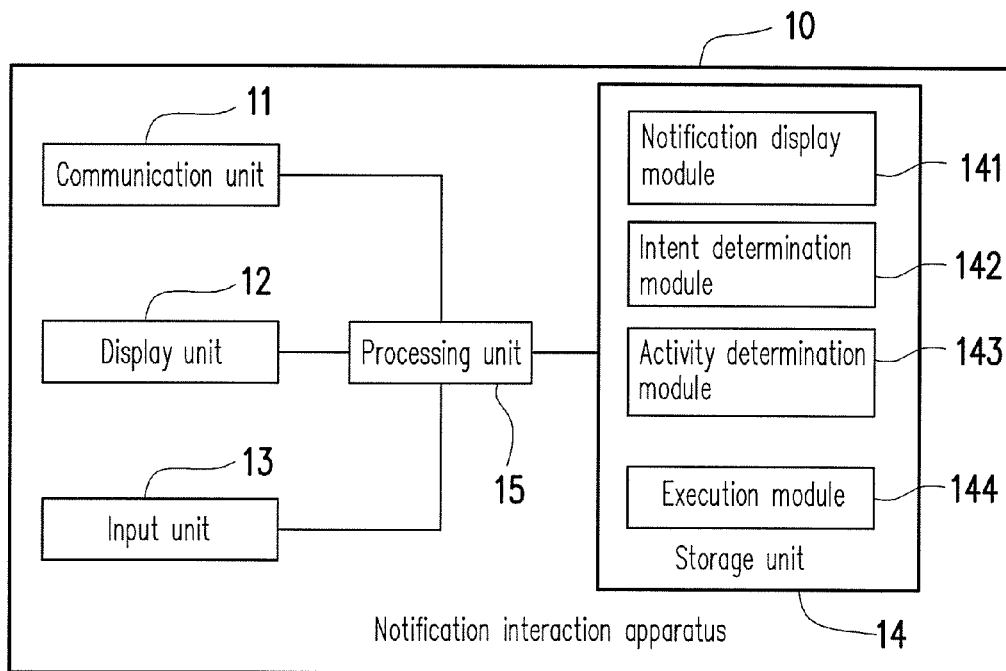 10
11
Communication unit
12
Display unit
13
Input unit
Processing unit
15
Notification display
module
141
Intent determination
module
142
Activity determination
module
143
Execution module
144
Storage unit
14
Notification interaction apparatus